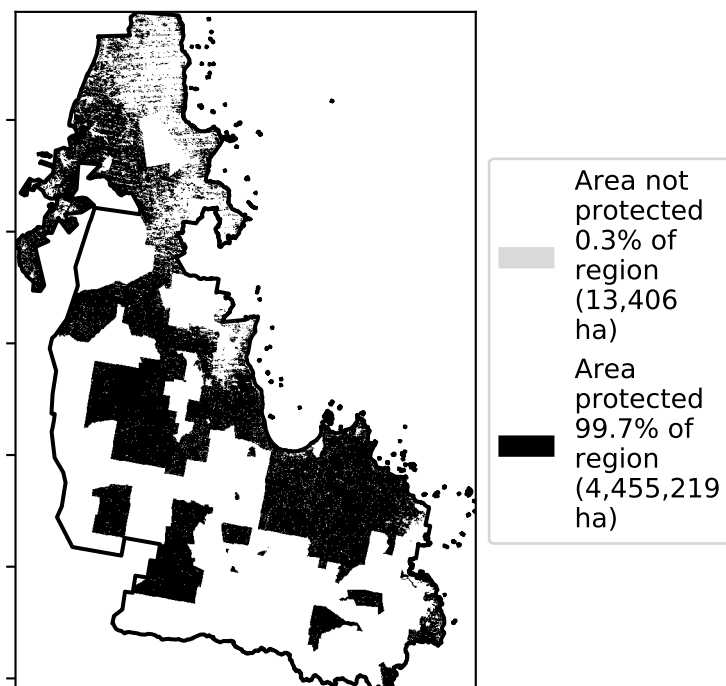 Area not
protected
0.3% of
region
(13,406
ha)
Area
protected
99.7% of
region
(4,455,219
ha)